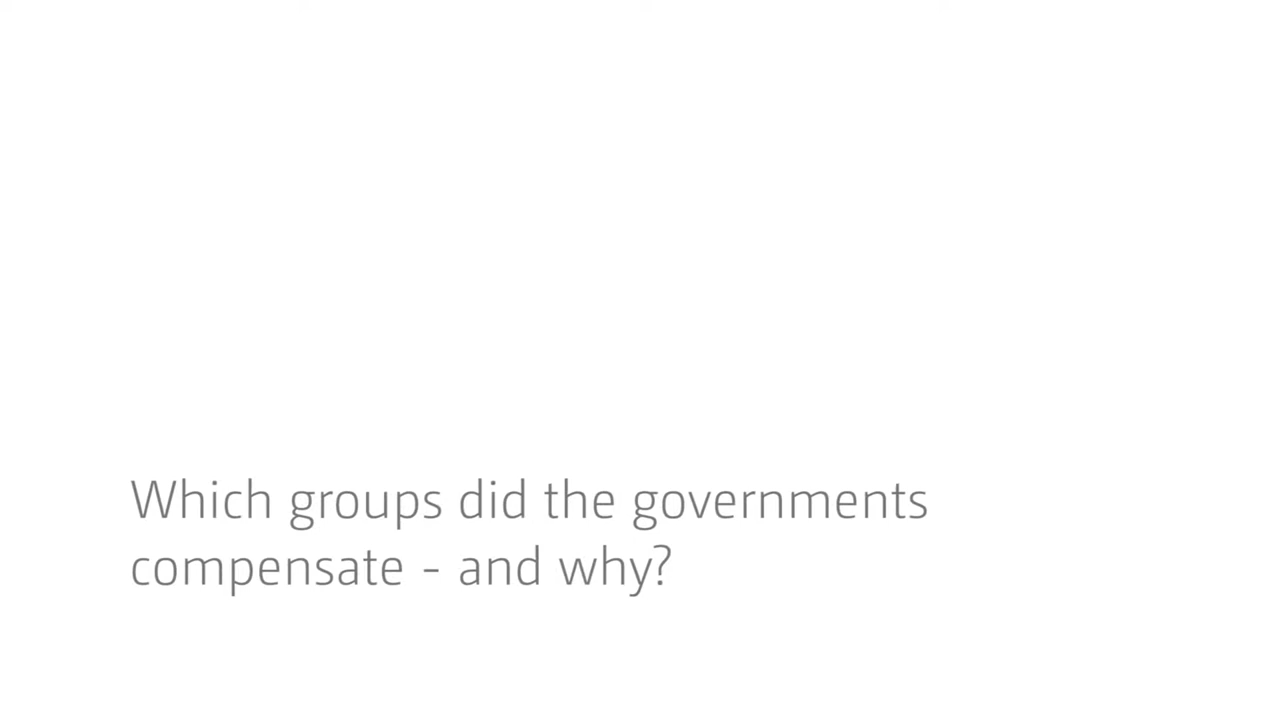 Which groups did the governments
compensate - and why?